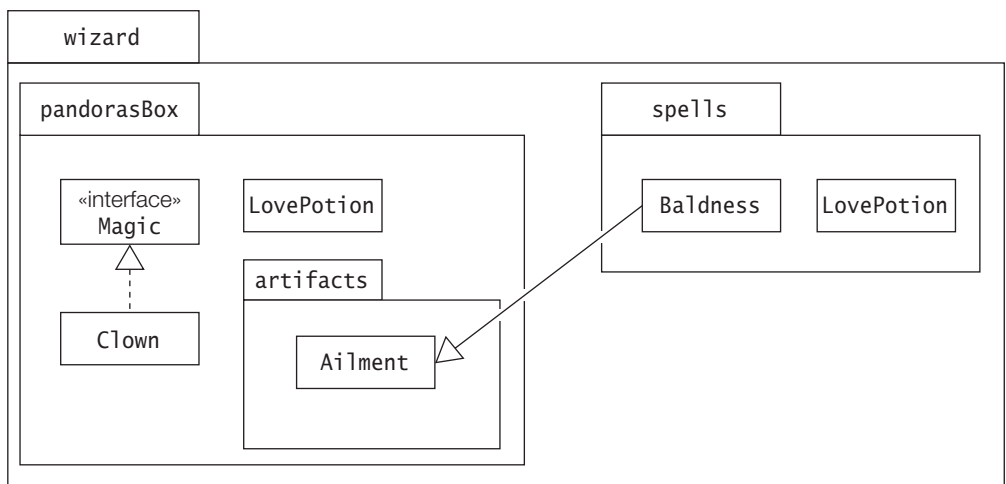 wizard
pandorasBox
«interface»
Magic
LovePotion
artifacts
Clown
Ailment
spells
Baldness
LovePotion